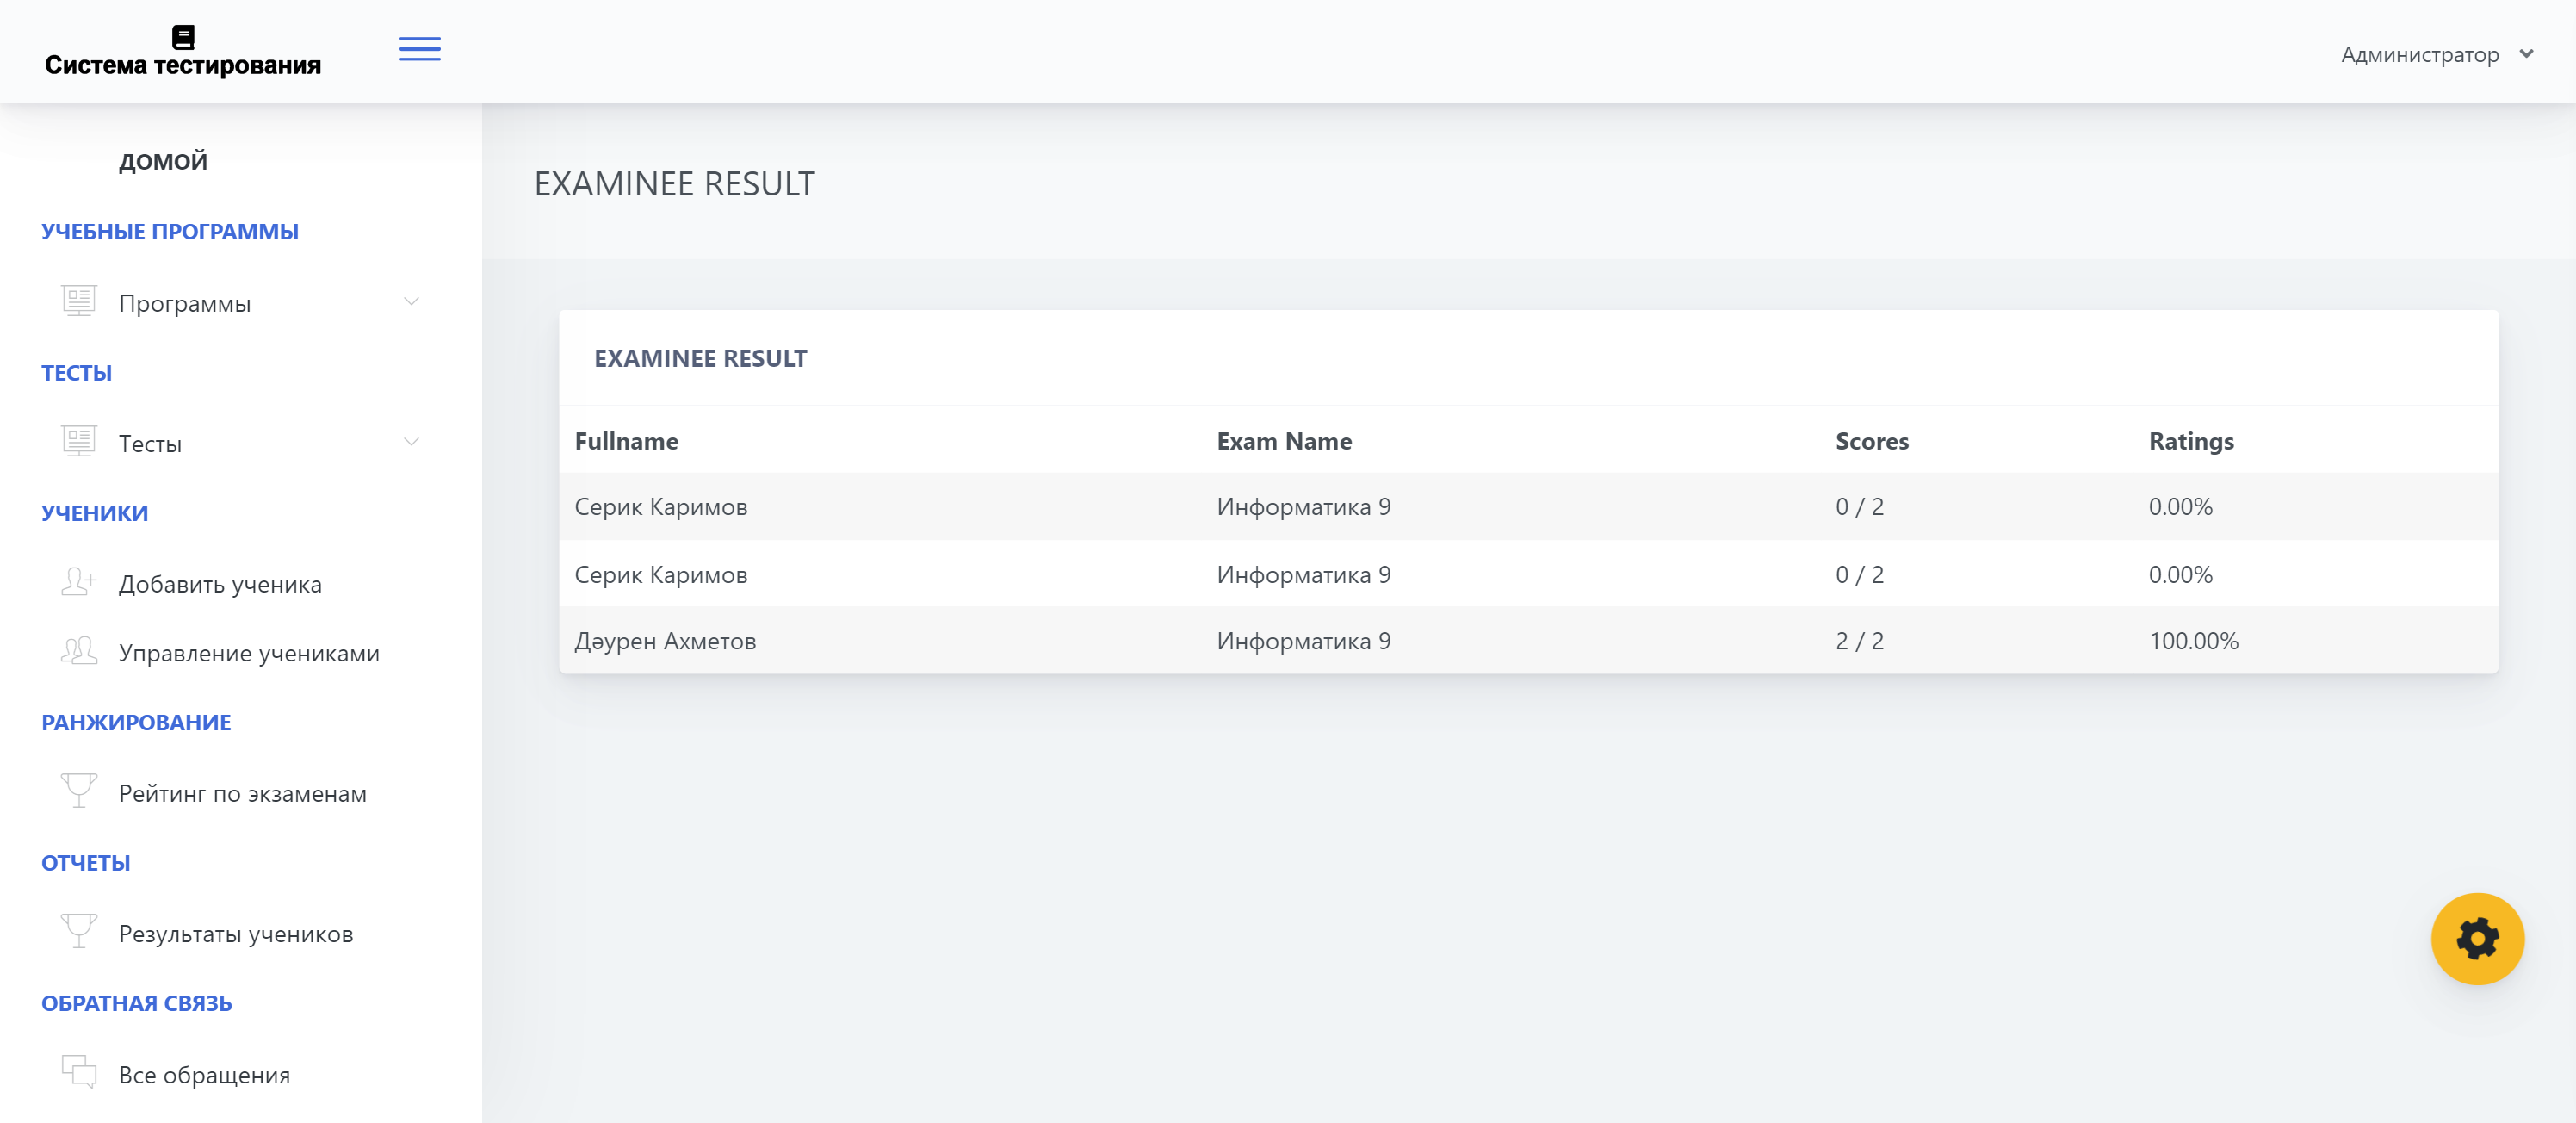 Система тестирования
Администратор
ДОМОЙ
УЧЕБНЫЕ ПРОГРАММЫ
Программы
ТЕСТЫ
Тесты
УЧЕНИКИ
Добавить ученика
Управление учениками
РАНЖИРОВАНИЕ
Рейтинг по экзаменам
ОТЧЕТЫ
Результаты учеников
ОБРАТНАЯ СВЯЗЬ
Все обращения
EXAMINEE RESULT
EXAMINEE RESULT
Fullname Exam Name Scores Ratings
Серик Каримов Информатика 9 0 / 2 0.00%
Серик Каримов Информатика 9 0 / 2 0.00%
Дәурен Ахметов Информатика 9 2 / 2 100.00%